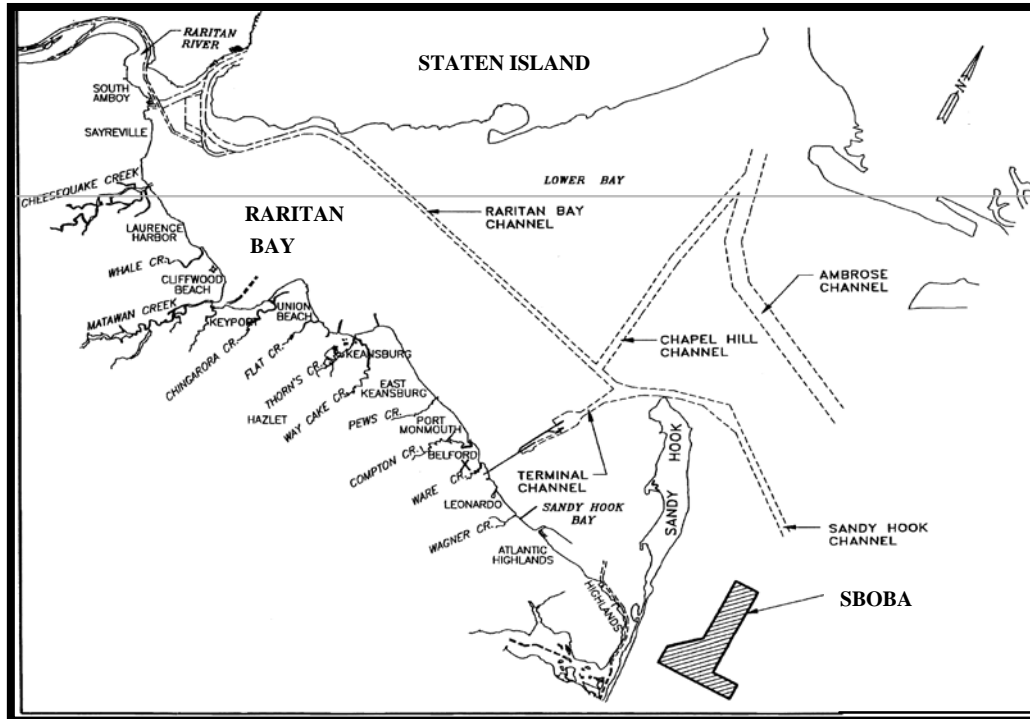 RARITAN
RIVER
STATEN ISLAND
N
SOUTH
AMBOY
SAYREVILLE
CHEESEQUAKE CREEK
LOWER BAY
RARITAN
BAY
RARITAN BAY
CHANNEL
LAURENCE
HARBOR
WHALE CR.
CLIFFWOOD
BEACH
AMBROSE
CHANNEL
MATAWAN CREEK
KEYPORT
UNION
BEACH
CHINGARORA CR.
FLAT CR.
CHAPEL HILL
CHANNEL
THORN'S CR.
KEANSBURG
WAY CAKE CR.
EAST
KEANSBURG
HAZLET
PEWS CR.
PORT
MONMOUTH
COMPTON CR.
BELFORD
WARE CR.
TERMINAL
CHANNEL
SANDY HOOK
LEONARDO
SANDY HOOK
BAY
WAGNER CR.
SANDY HOOK
CHANNEL
ATLANTIC
HIGHLANDS
HIGHLANDS
SBOBA